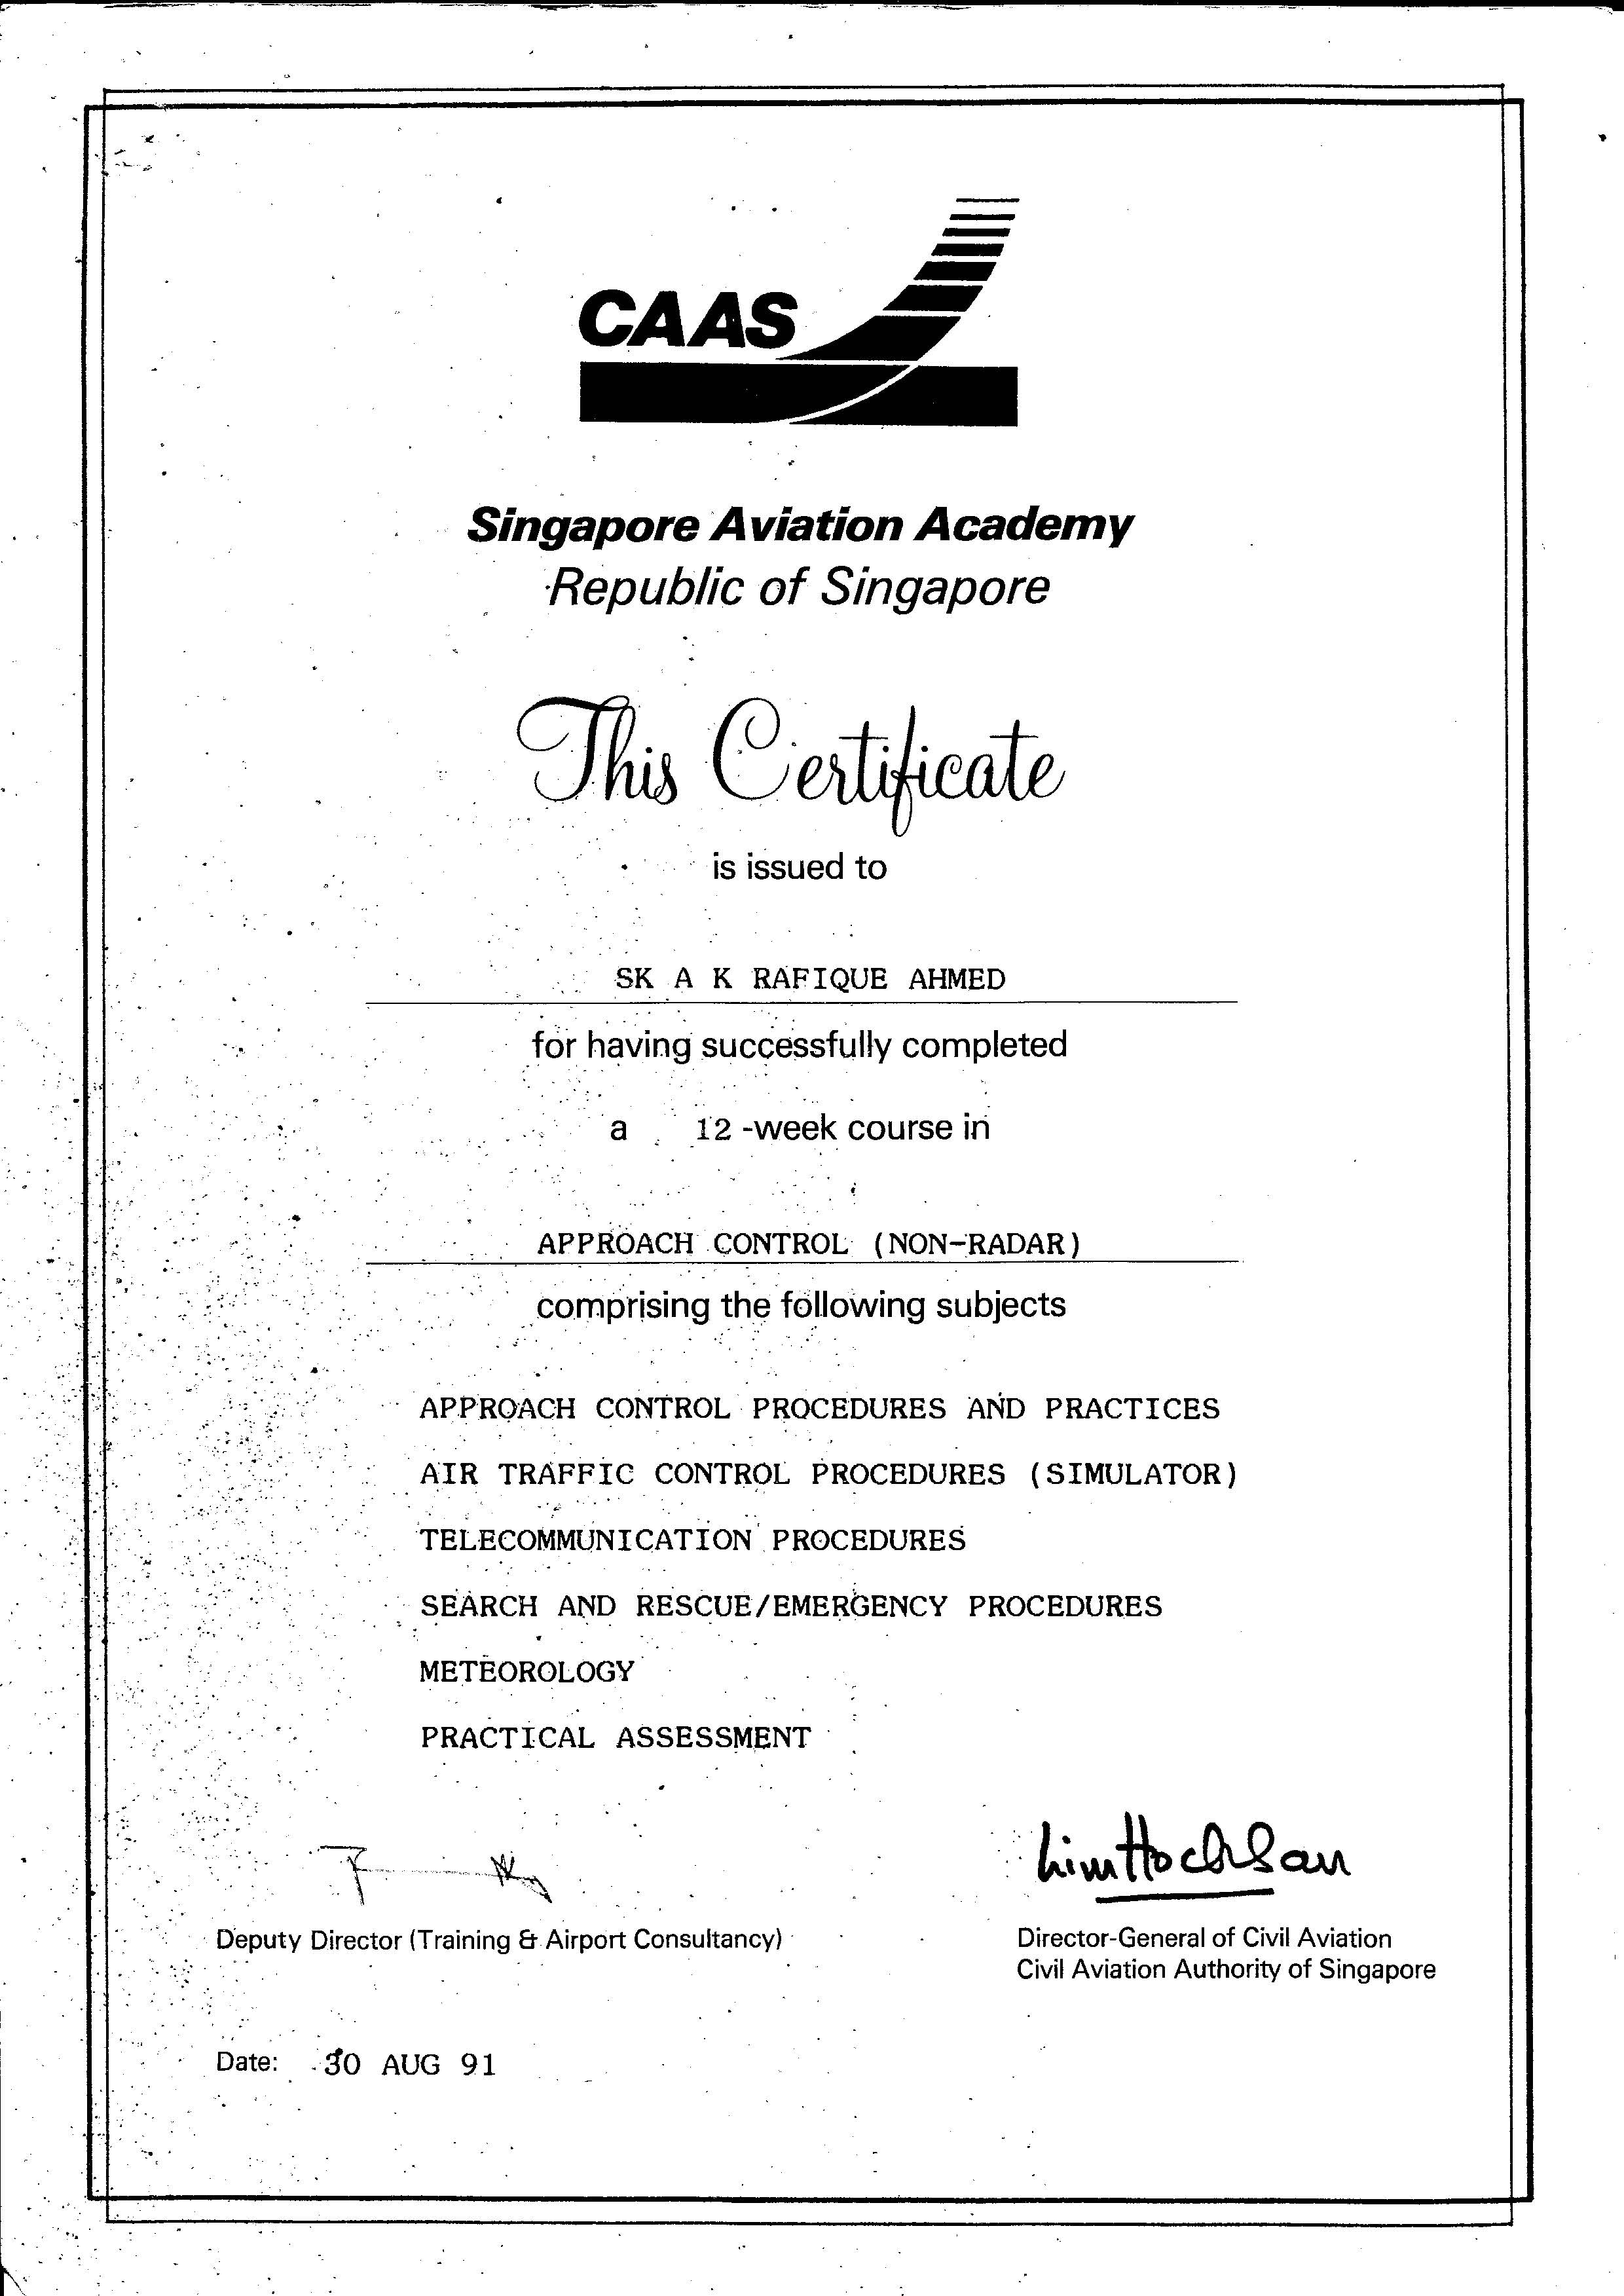 CAAS
Singapore Aviation Academy
Republic of Singapore
This Certificate
is issued to
SK A K RAFIQUE AHMED
for having successfully completed
a 12 -week course in
APPROACH CONTROL (NON-RADAR)
comprising the following subjects
APPROACH CONTROL PROCEDURES AND PRACTICES
AIR TRAFFIC CONTROL PROCEDURES (SIMULATOR)
TELECOMMUNICATION PROCEDURES
SEARCH AND RESCUE/EMERGENCY PROCEDURES
METEOROLOGY
PRACTICAL ASSESSMENT
Lim Hock San
Deputy Director (Training & Airport Consultancy)
Director-General of Civil Aviation
Civil Aviation Authority of Singapore
Date: 30 AUG 91